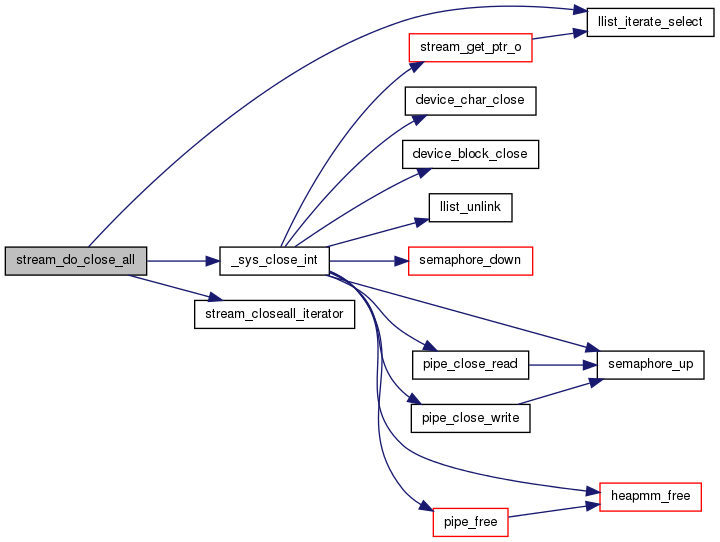 llist_iterate_select
stream_get_ptr_o
device_char_close
device_block_close
llist_unlink
stream_do_close_all
_sys_close_int
semaphore_down
stream_closeall_iterator
pipe_close_read
semaphore_up
pipe_close_write
heapmm_free
pipe_free